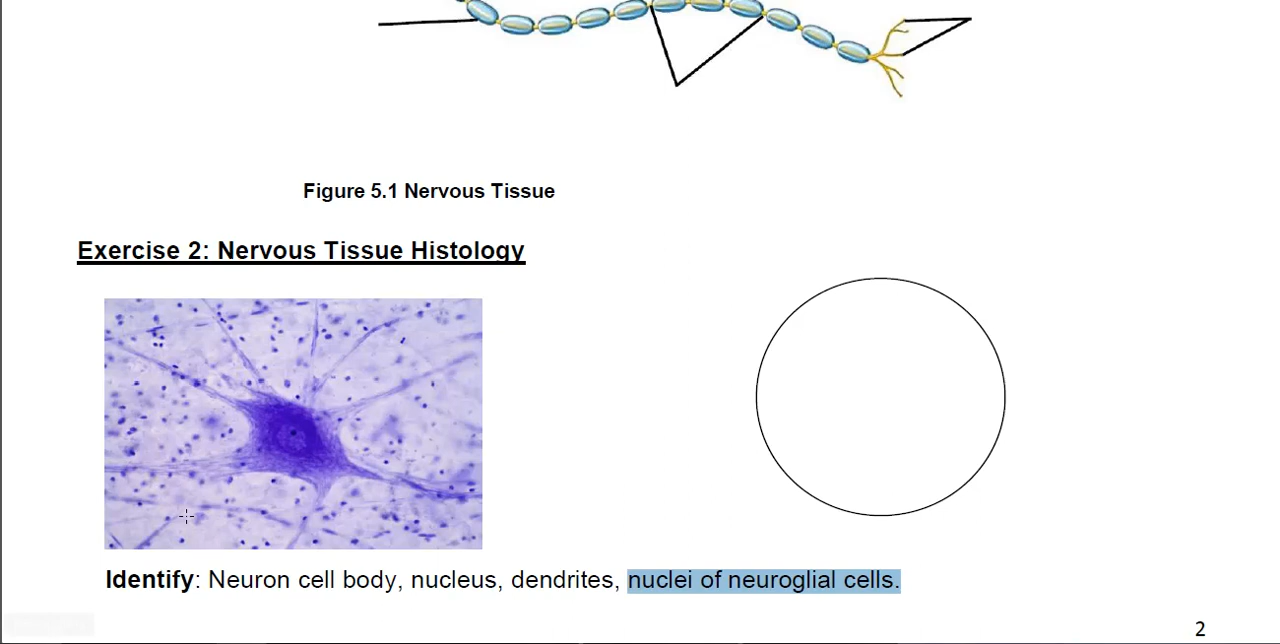 Figure 5.1 Nervous Tissue
Exercise 2: Nervous Tissue Histology
Identify: Neuron cell body, nucleus, dendrites, nuclei of neuroglial cells.
2